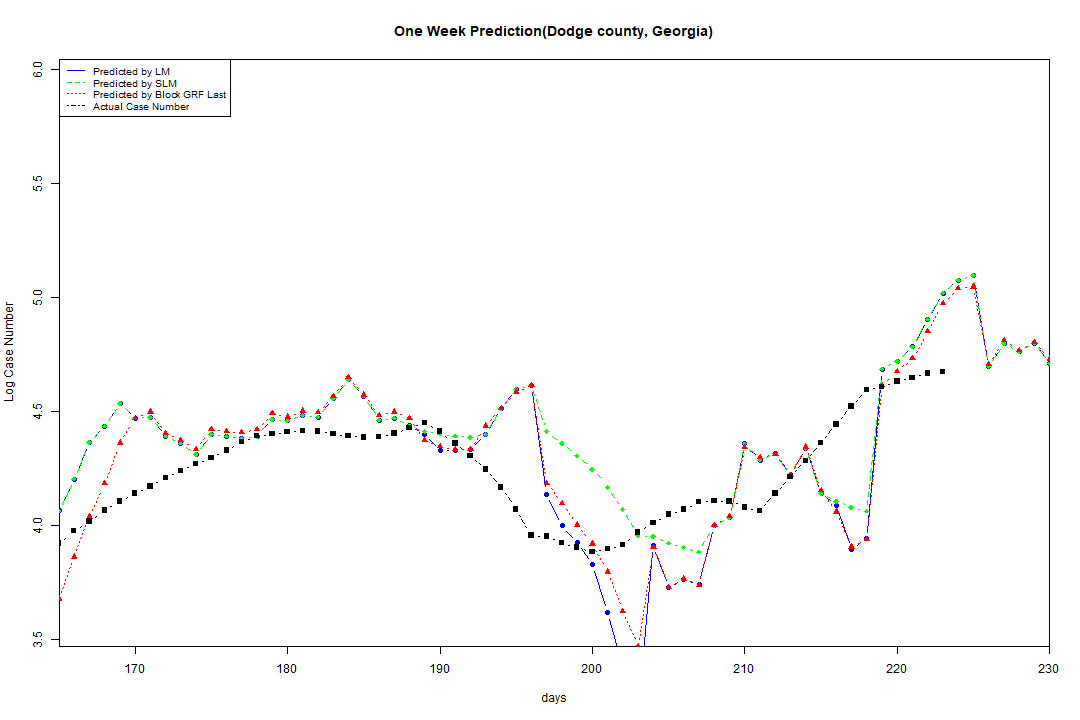 One Week Prediction(Dodge county, Georgia)
Predicted by LM
Predicted by SLM
Predicted by Block GRF Last
Actual Case Number
6.0
5.5
5.0
4.5
4.0
3.5
Log Case Number
170 180 190 200 210 220 230
days